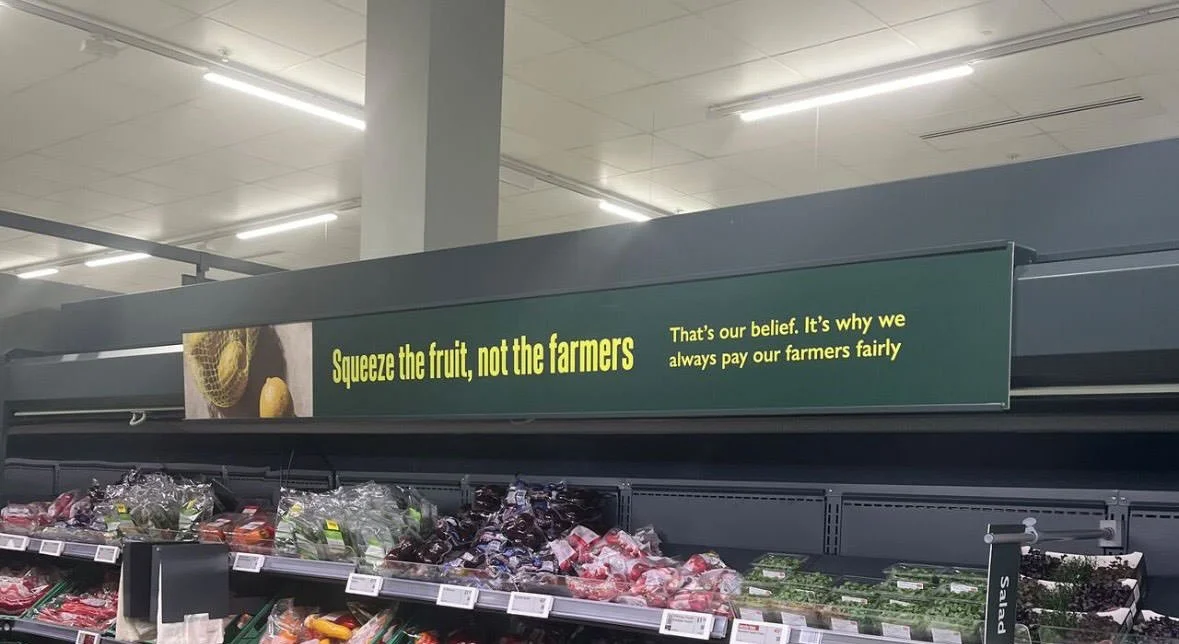 Squeeze the fruit, not the farmers
That's our belief. It's why we
always pay our farmers fairly
Salad